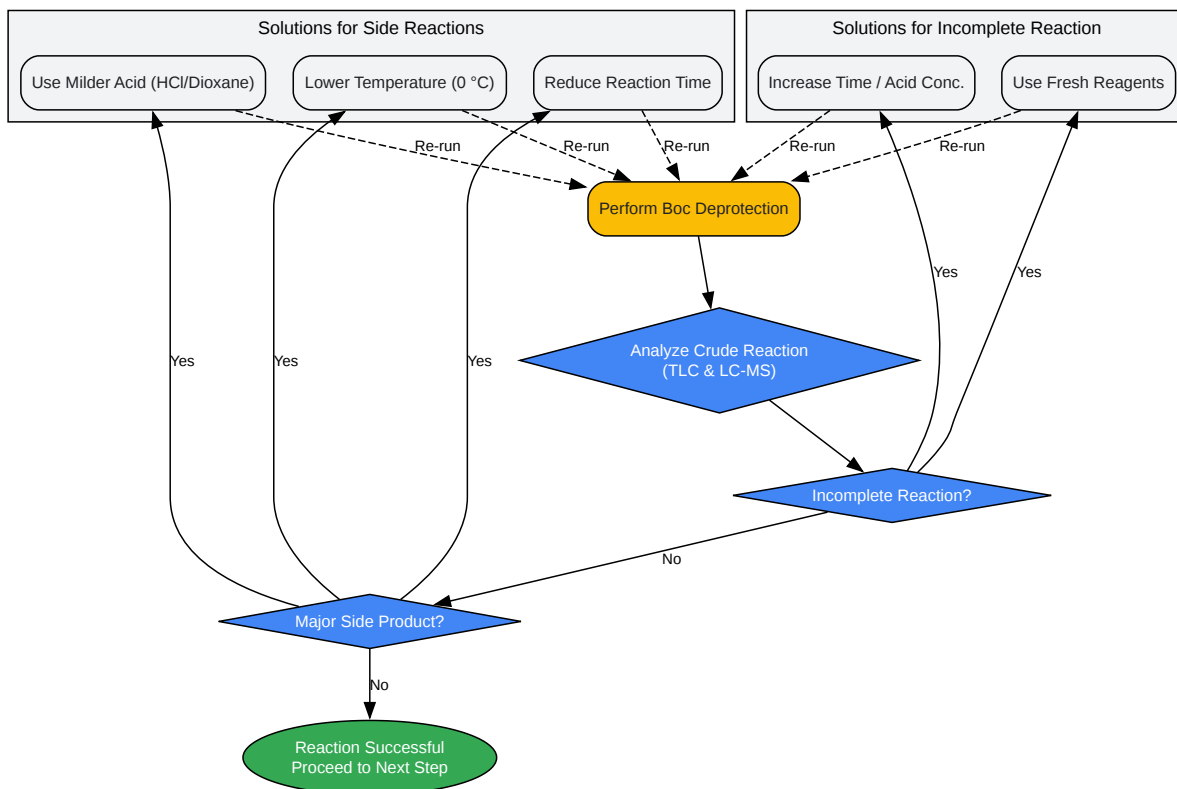 Solutions for Side Reactions
Solutions for Incomplete Reaction
Use Milder Acid (HCl/Dioxane)
Lower Temperature (0 °C)
Reduce Reaction Time
Increase Time / Acid Conc.
Use Fresh Reagents
Re-run
Re-run
Re-run
Re-run
Re-run
Perform Boc Deprotection
Yes
Yes
Analyze Crude Reaction
(TLC & LC-MS)
Yes
Yes
Yes
Incomplete Reaction?
No
Major Side Product?
No
Reaction Successful
Proceed to Next Step